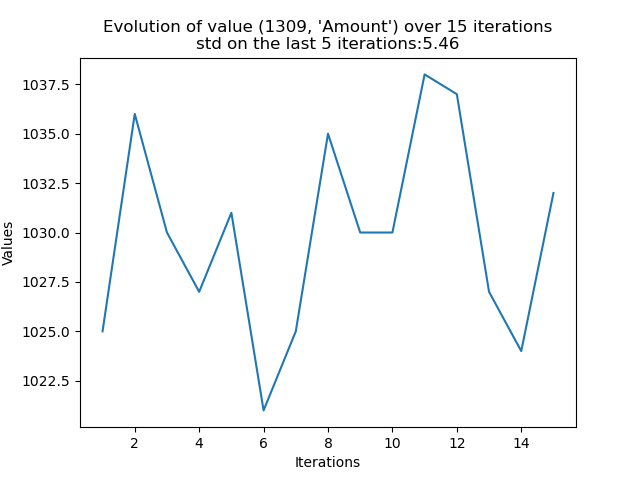 Evolution of value (1309, 'Amount') over 15 iterations
std on the last 5 iterations:5.46
1037.5
1035.0
1032.5
1030.0
1027.5
1025.0
1022.5
Values
2 4 6 8 10 12 14
Iterations